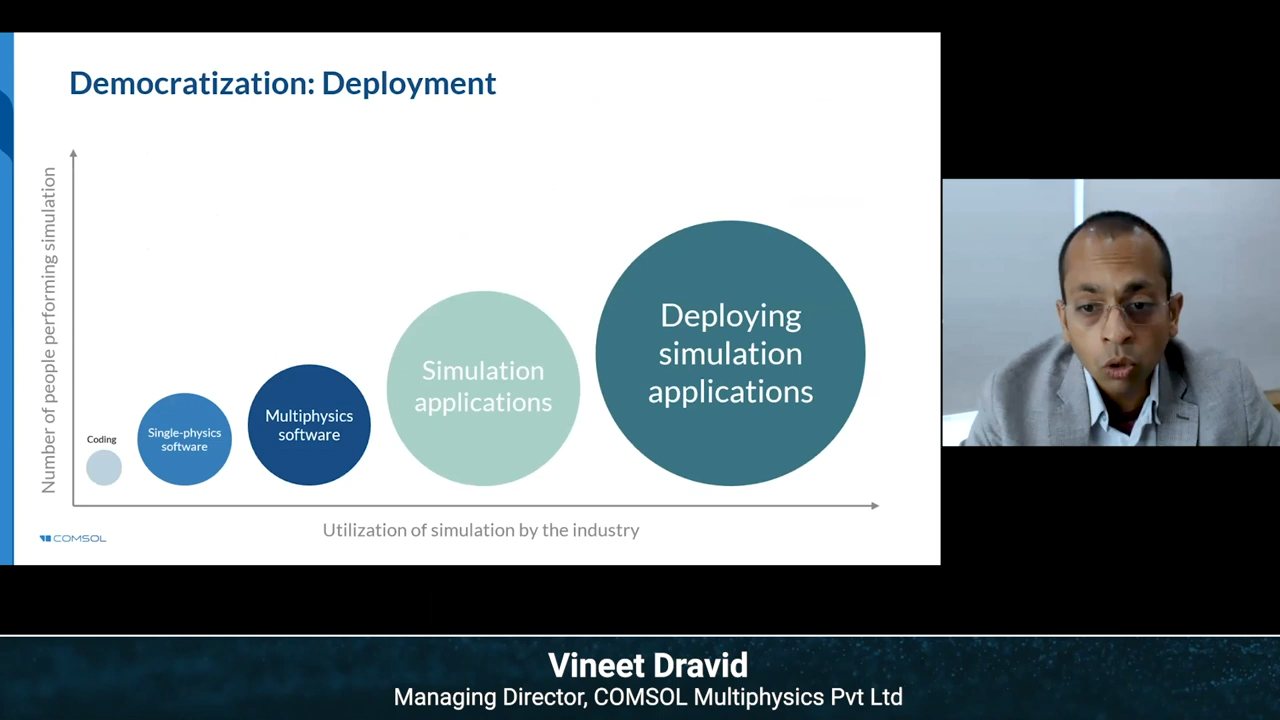 Democratization: Deployment
Number of people performing simulation
Coding
Single-physics
software
Multiphysics
software
Simulation
applications
Deploying
simulation
applications
Utilization of simulation by the industry
COMSOL
Vineet Dravid
Managing Director, COMSOL Multiphysics Pvt Ltd